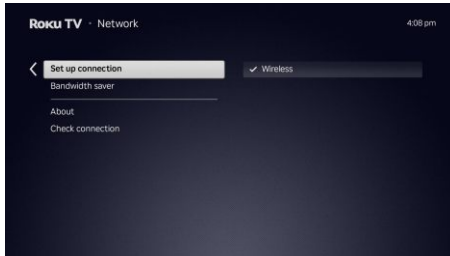 Roku TV · Network
4:08 pm
Set up connection
Wireless
Bandwidth saver
About
Check connection